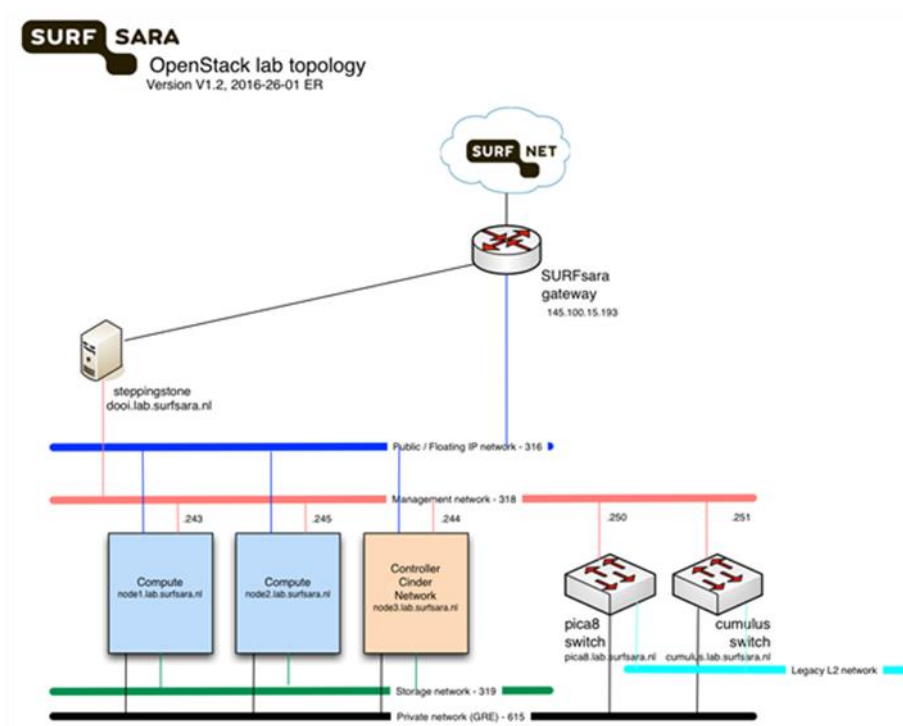 SURF SARA
OpenStack lab topology
Version V1.2, 2016-26-01 ER
SURF NET
SURFsara
gateway
145.100.15.193
steppingstone
dooi.lab.surfsara.nl
Public / Floating IP network - 316
Management network - 318
.243
.245
.244
.250
.251
Compute
node1.lab.surfsara.nl
Compute
node2.lab.surfsara.nl
Controller
Cinder
Network
node3.lab.surfsara.nl
pica8
switch
pica8.lab.surfsara.nl
cumulus
switch
cumulus.lab.surfsara.nl
Legacy L2 network
Storage network - 319
Private network (GRE) - 615